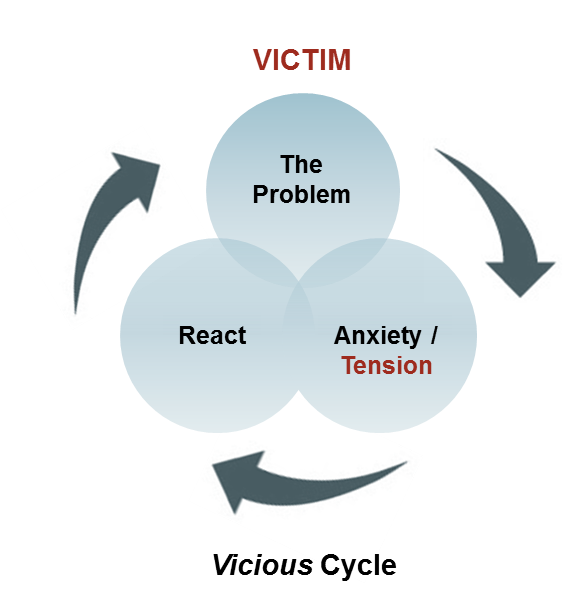 VICTIM
The
Problem
React
Anxiety /
Tension
Vicious Cycle